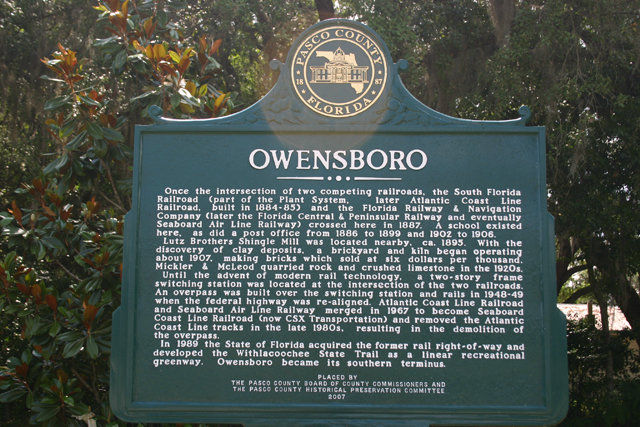 PASCO COUNTY
18 87
FLORIDA
OWENSBORO
Once the intersection of two competing railroads, the South Florida
Railroad (part of the Plant System, later Atlantic Coast Line
Railroad, built in 1884-85) and the Florida Railway & Navigation
Company (later the Florida Central & Peninsular Railway and eventually
Seaboard Air Line Railway) crossed here in 1887. A school existed
here, as did a post office from 1886 to 1899 and 1902 to 1906.
Lutz Brothers Shingle Mill was located nearby, ca. 1895. With the
discovery of clay deposits, a brickyard and kiln began operating
about 1907, making bricks which sold at six dollars per thousand.
Mickler & McLeod quarried rock and crushed limestone in the 1920s.
Until the advent of modern rail technology, a two-story frame
switching station was located at the intersection of the two railroads.
An overpass was built over the switching station and rails in 1948-49
when the federal highway was re-aligned. Atlantic Coast Line Railroad
and Seaboard Air Line Railway merged in 1967 to become Seaboard
Coast Line Railroad (now CSX Transportation) and removed the Atlantic
Coast Line tracks in the late 1980s, resulting in the demolition of
the overpass.
In 1989 the State of Florida acquired the former rail right-of-way and
developed the Withlacoochee State Trail as a linear recreational
greenway. Owensboro became its southern terminus.
PLACED BY
THE PASCO COUNTY BOARD OF COUNTY COMMISSIONERS AND
THE PASCO COUNTY HISTORICAL PRESERVATION COMMITTEE
2007